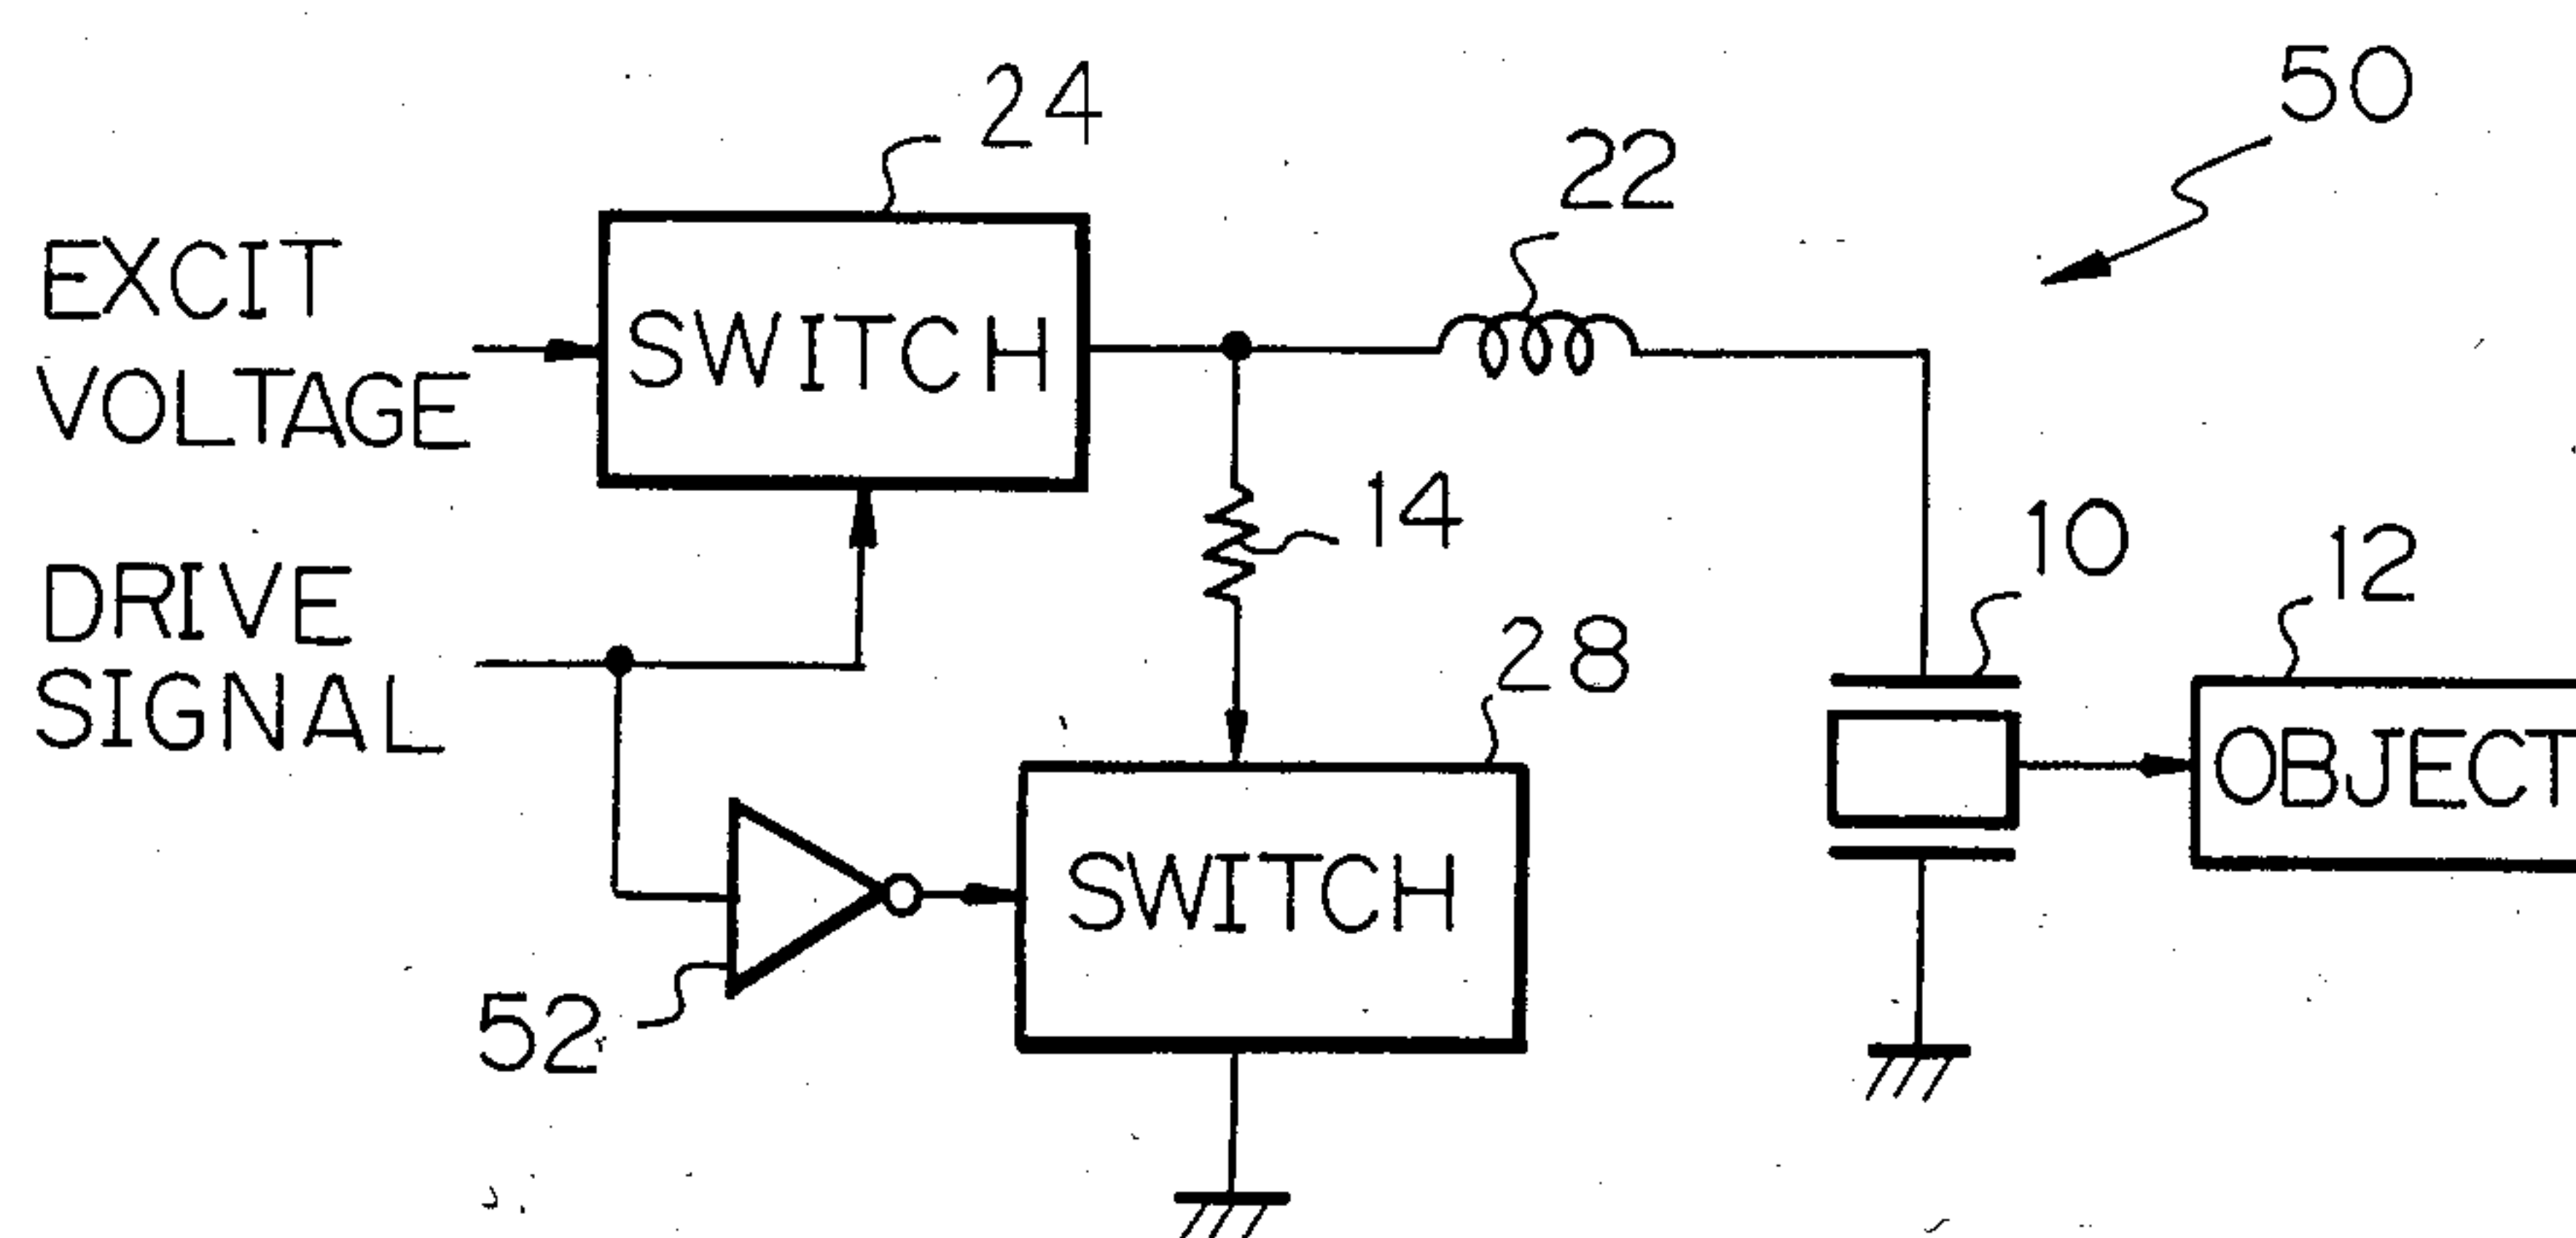 24
50
22
EXCIT
VOLTAGE
SWITCH
14
10
12
DRIVE
SIGNAL
28
OBJECT
SWITCH
52